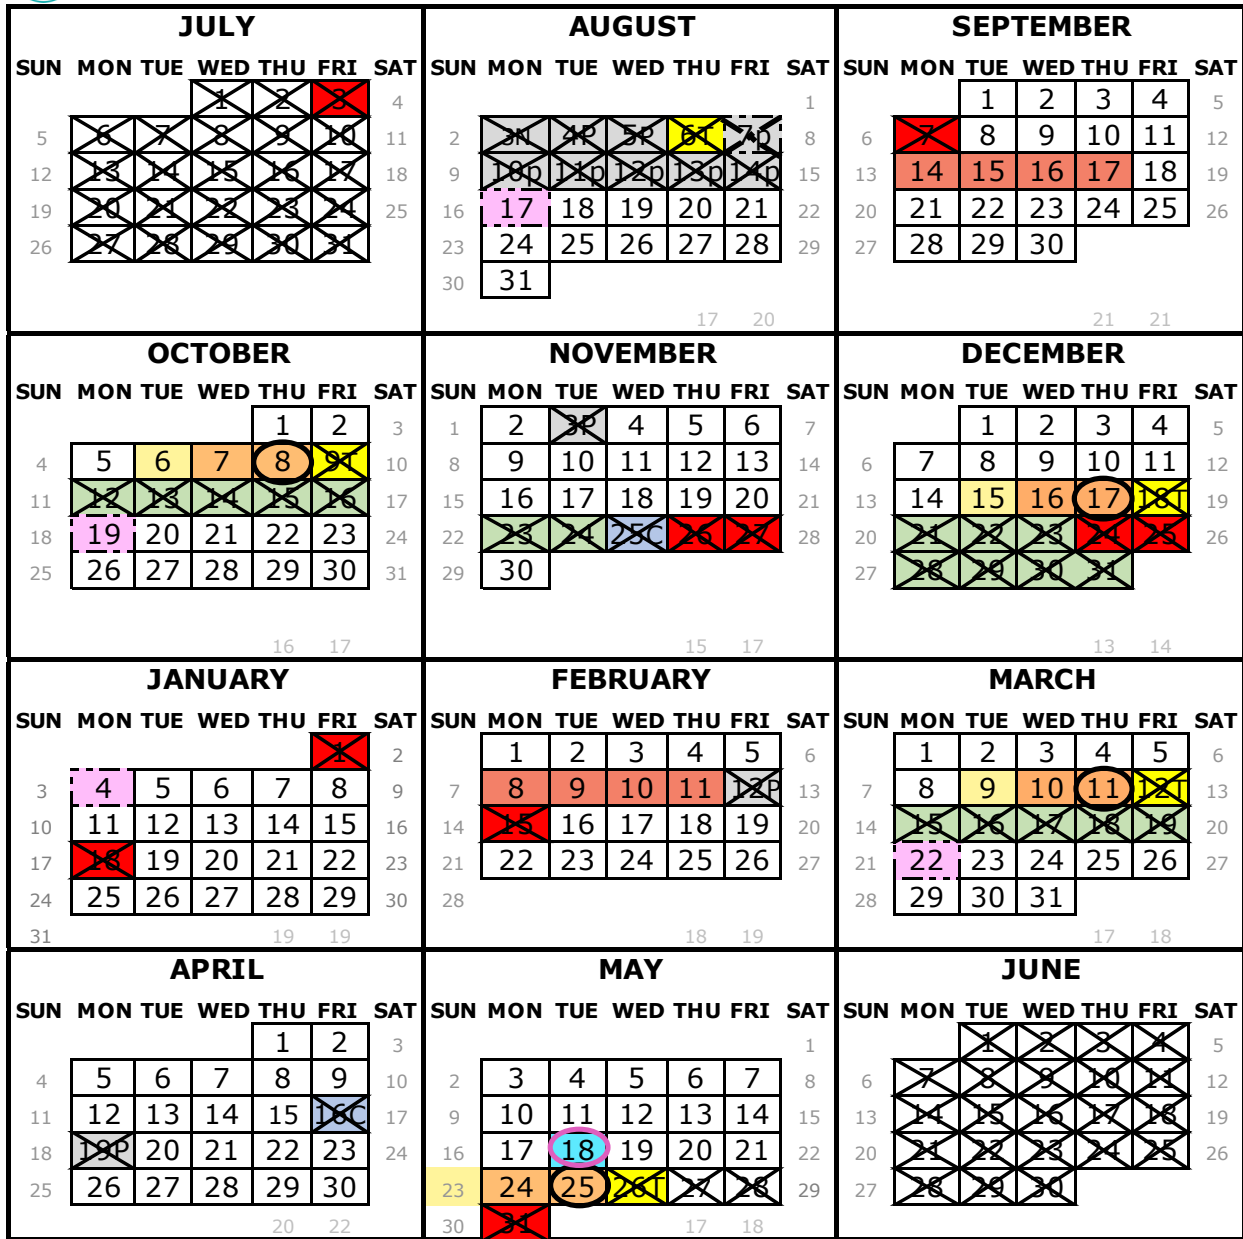 JULY AUGUST SEPTEMBER
SUN MON TUE WED THU FRI SAT SUN MON TUE WED THU FRI SAT SUN MON TUE WED THU FRI SAT
1 2 3 4 1 1 2 3 4 5
5 6 7 8 9 10 11 2 3N 4P 5P 6T 7p 8 6 7 8 9 10 11 12
12 13 14 15 16 17 18 9 10p 11p 12p 13p 14p 15 13 14 15 16 17 18 19
19 20 21 22 23 24 25 16 17 18 19 20 21 22 20 21 22 23 24 25 26
26 27 28 29 30 31 23 24 25 26 27 28 29 27 28 29 30
30 31
17 20 21 21
OCTOBER NOVEMBER DECEMBER
SUN MON TUE WED THU FRI SAT SUN MON TUE WED THU FRI SAT SUN MON TUE WED THU FRI SAT
1 2 3 1 2 3P 4 5 6 7 1 2 3 4 5
4 5 6 7 8 9T 10 8 9 10 11 12 13 14 6 7 8 9 10 11 12
11 12 13 14 15 16 17 15 16 17 18 19 20 21 13 14 15 16 17 18T 19
18 19 20 21 22 23 24 22 23 24 25C 26 27 28 20 21 22 23 24 25 26
25 26 27 28 29 30 31 29 30 27 28 29 30 31
16 17 15 17 13 14
JANUARY FEBRUARY MARCH
SUN MON TUE WED THU FRI SAT SUN MON TUE WED THU FRI SAT SUN MON TUE WED THU FRI SAT
1 2 1 2 3 4 5 6 1 2 3 4 5 6
3 4 5 6 7 8 9 7 8 9 10 11 12P 13 7 8 9 10 11 12T 13
10 11 12 13 14 15 16 14 15 16 17 18 19 20 14 15 16 17 18 19 20
17 18 19 20 21 22 23 21 22 23 24 25 26 27 21 22 23 24 25 26 27
24 25 26 27 28 29 30 28 28 29 30 31
31 19 19 18 19 17 18
APRIL MAY JUNE
SUN MON TUE WED THU FRI SAT SUN MON TUE WED THU FRI SAT SUN MON TUE WED THU FRI SAT
1 2 3 1 1 2 3 4 5
4 5 6 7 8 9 10 2 3 4 5 6 7 8 6 7 8 9 10 11 12
11 12 13 14 15 16C 17 9 10 11 12 13 14 15 13 14 15 16 17 18 19
18 19P 20 21 22 23 24 16 17 18 19 20 21 22 20 21 22 23 24 25 26
25 26 27 28 29 30 23 24 25 26T 27 28 29 27 28 29 30
20 22 30 31 17 18